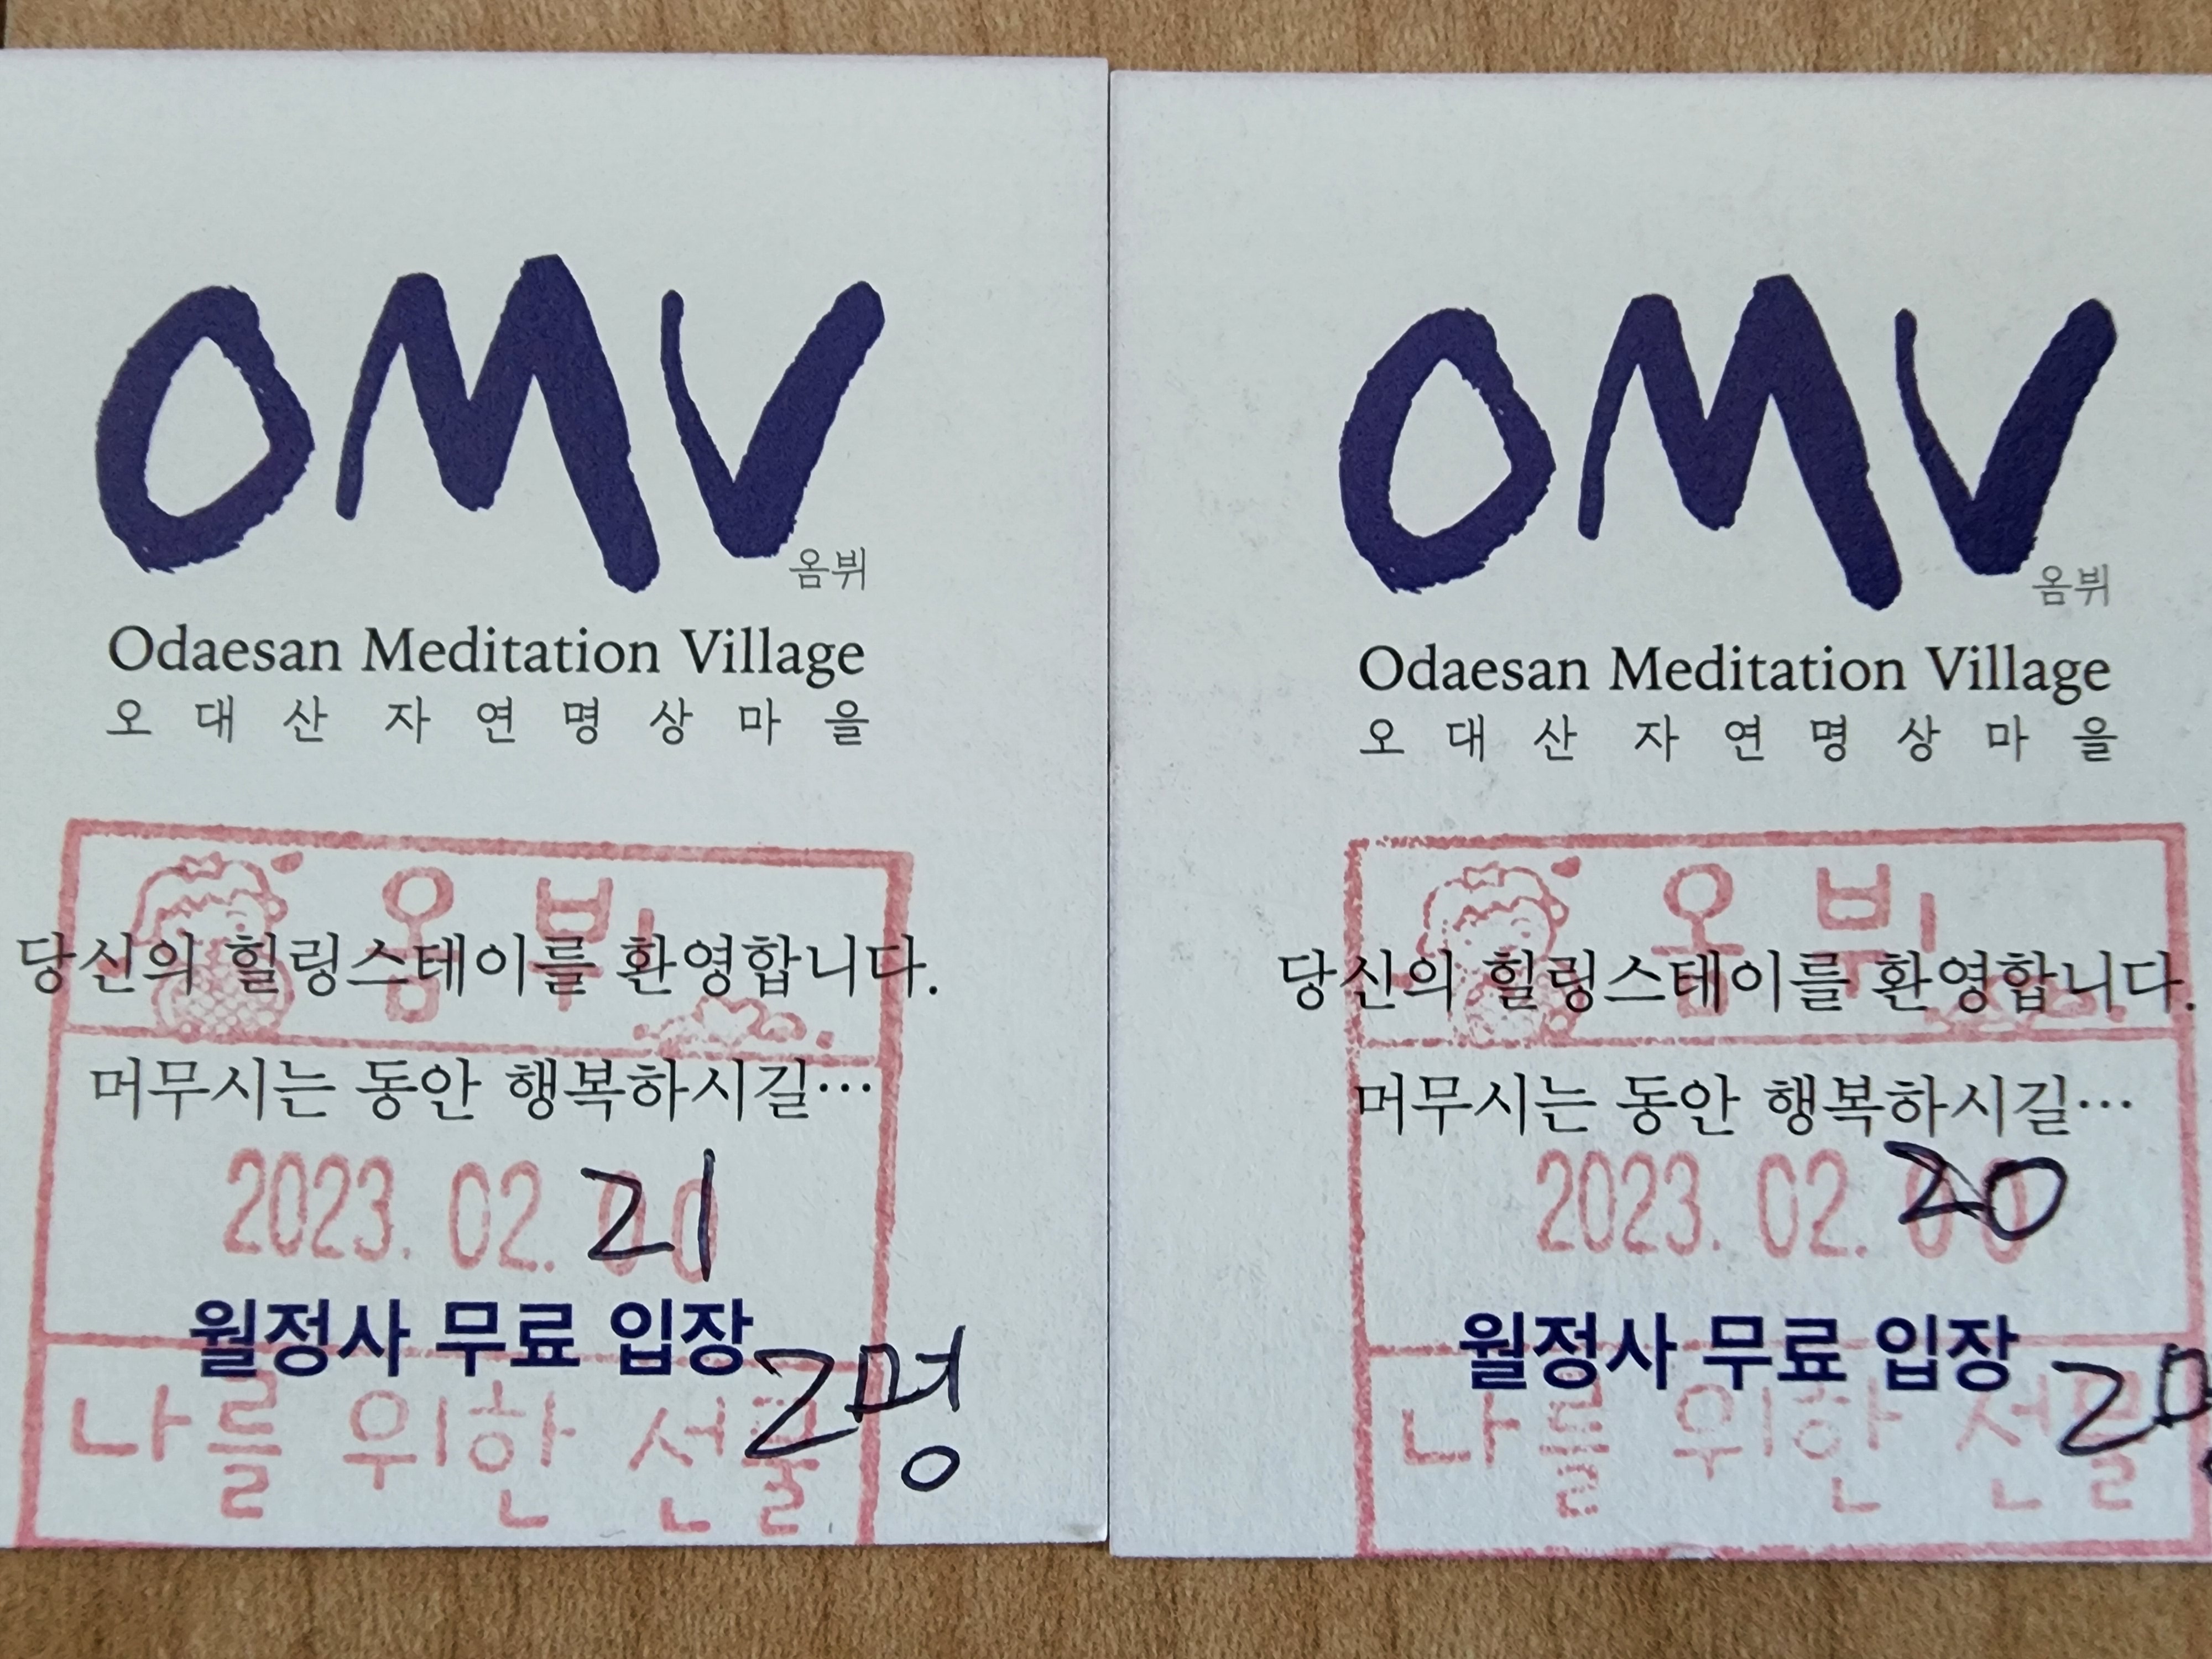 OMV
옴뷔
Odaesan Meditation Village
오대산 자연명상마을
옴뷔
당신의 힐링스테이를 환영합니다.
머무시는 동안 행복하시길…
2023. 02. 21
월정사 무료 입장
2명
나를 위한 선물
OMV
옴뷔
Odaesan Meditation Village
오대산 자연명상마을
옴뷔
당신의 힐링스테이를 환영합니다.
머무시는 동안 행복하시길…
2023. 02. 20
월정사 무료 입장
2명
나를 위한 선물